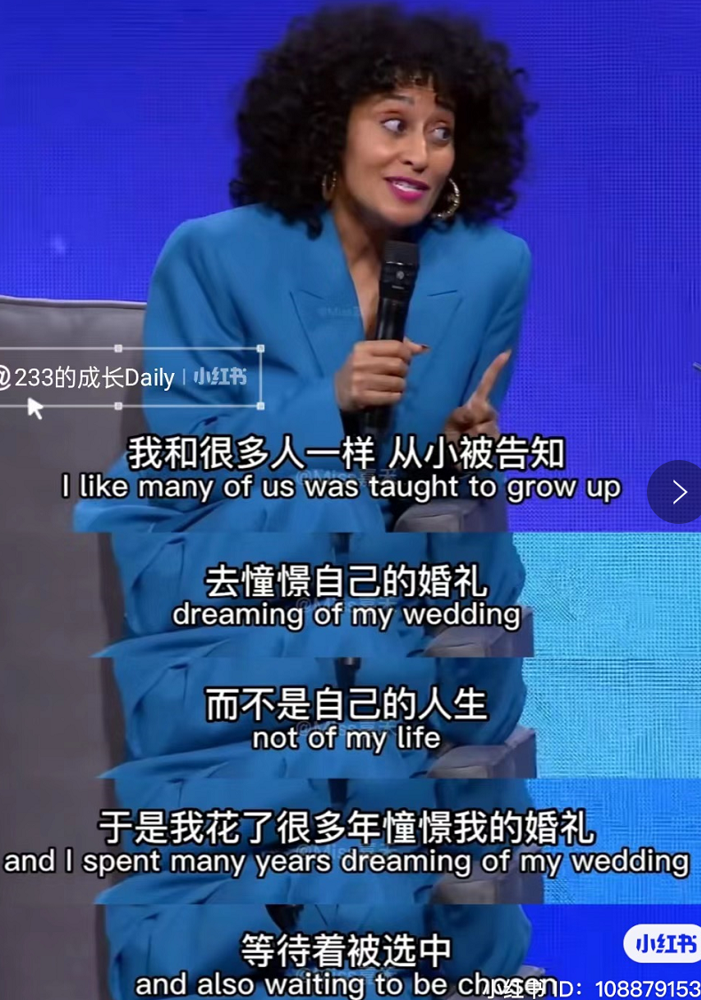 @233的成长Daily | 小红书
我和很多人一样 从小被告知
I like many of us was taught to grow up
去憧憬自己的婚礼
dreaming of my wedding
而不是自己的人生
not of my life
于是我花了很多年憧憬我的婚礼
and I spent many years dreaming of my wedding
小红书
等待着被选中
and also waiting to be chosen
小红书 ID：108879153